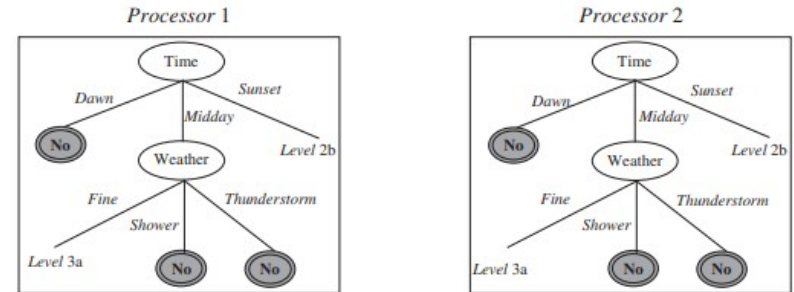 Processor 1
Time
Dawn
Sunset
Midday
No
Level 2b
Weather
Fine
Thunderstorm
Shower
Level 3a
No
No
Processor 2
Time
Dawn
Sunset
Midday
No
Level 2b
Weather
Fine
Thunderstorm
Shower
Level 3a
No
No